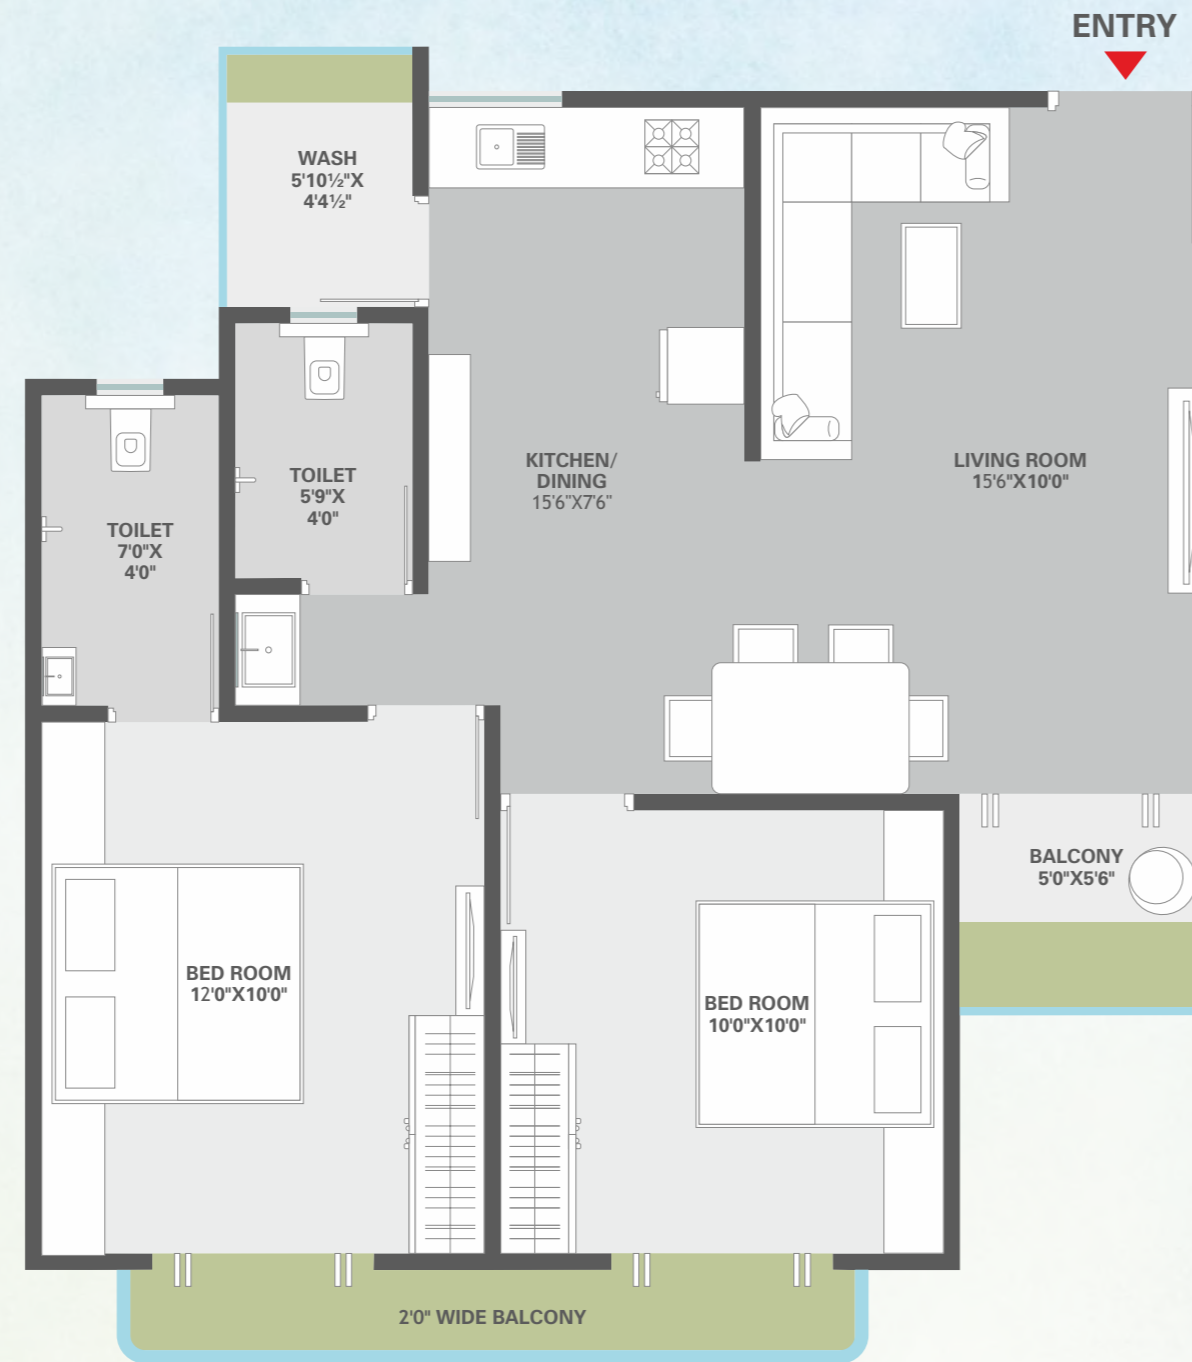 ENTRY
WASH
5'10½"X
4'4½"
KITCHEN/
DINING
15'6"X7'6"
LIVING ROOM
15'6"X10'0"
TOILET
5'9"X
4'0"
TOILET
7'0"X
4'0"
BALCONY
5'0"X5'6"
BED ROOM
12'0"X10'0"
BED ROOM
10'0"X10'0"
2'0" WIDE BALCONY